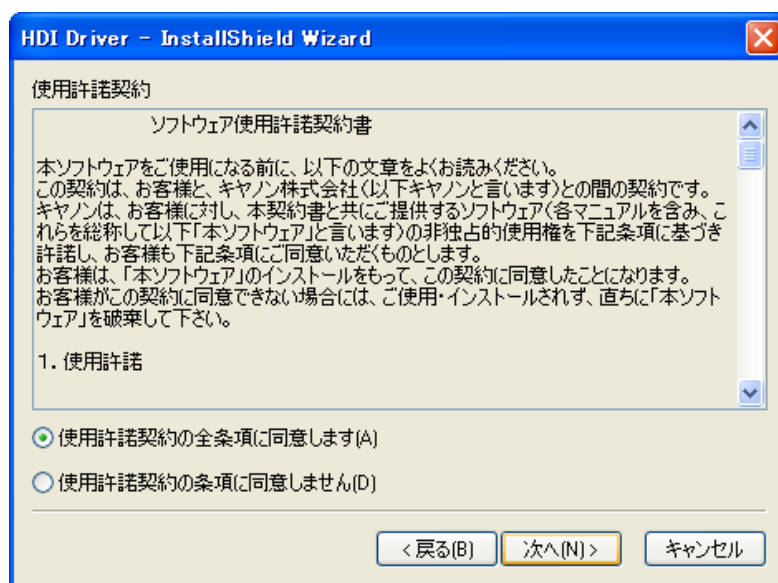 HDI Driver - InstallShield Wizard
使用許諾契約
ソフトウェア使用許諾契約書
本ソフトウェアをご使用になる前に、以下の文章をよくお読みください。
この契約は、お客様と、キヤノン株式会社(以下キヤノンと言います)との間の契約です。
キヤノンは、お客様に対し、本契約書と共にご提供するソフトウェア(各マニュアルを含み、こ
れらを総称して以下「本ソフトウェア」と言います)の非独占的使用権を下記条項に基づき
許諾し、お客様も下記条項にご同意いただくものとします。
お客様は、「本ソフトウェア」のインストールをもって、この契約に同意したことになります。
お客様がこの契約に同意できない場合には、ご使用・インストールされず、直ちに「本ソフト
ウェア」を破棄して下さい。
1. 使用許諾
使用許諾契約の全条項に同意します(A)
使用許諾契約の条項に同意しません(D)
< 戻る(B) 次へ(N) > キャンセル